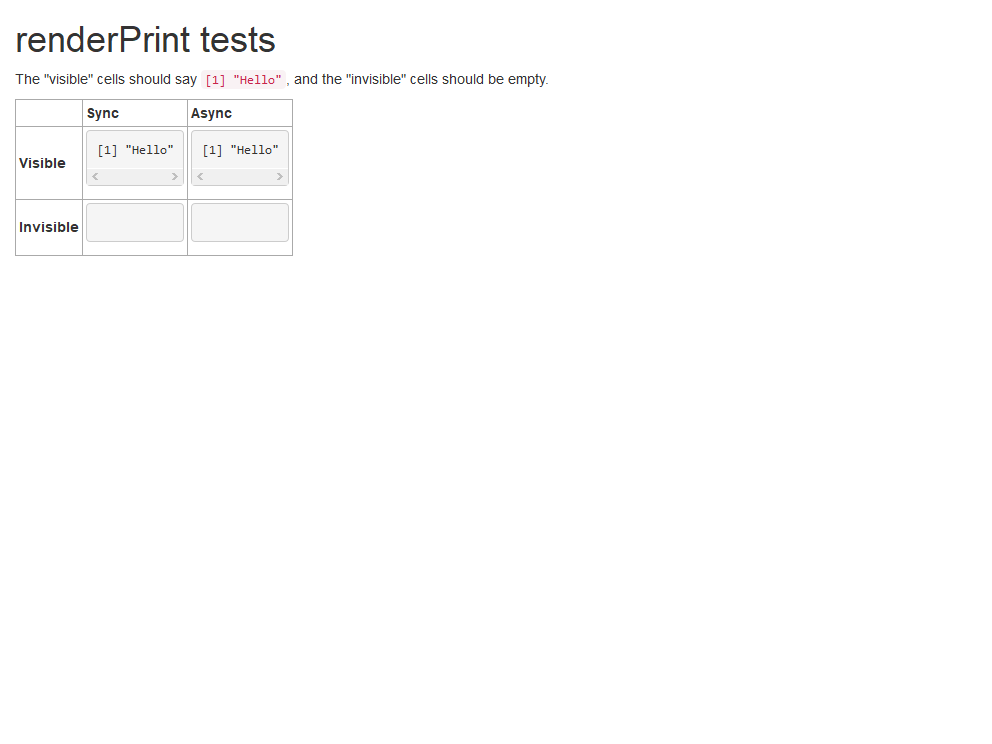 renderPrint tests
The "visible" cells should say [1] "Hello" , and the "invisible" cells should be empty.
Sync Async
Visible [1] "Hello" [1] "Hello"
Invisible